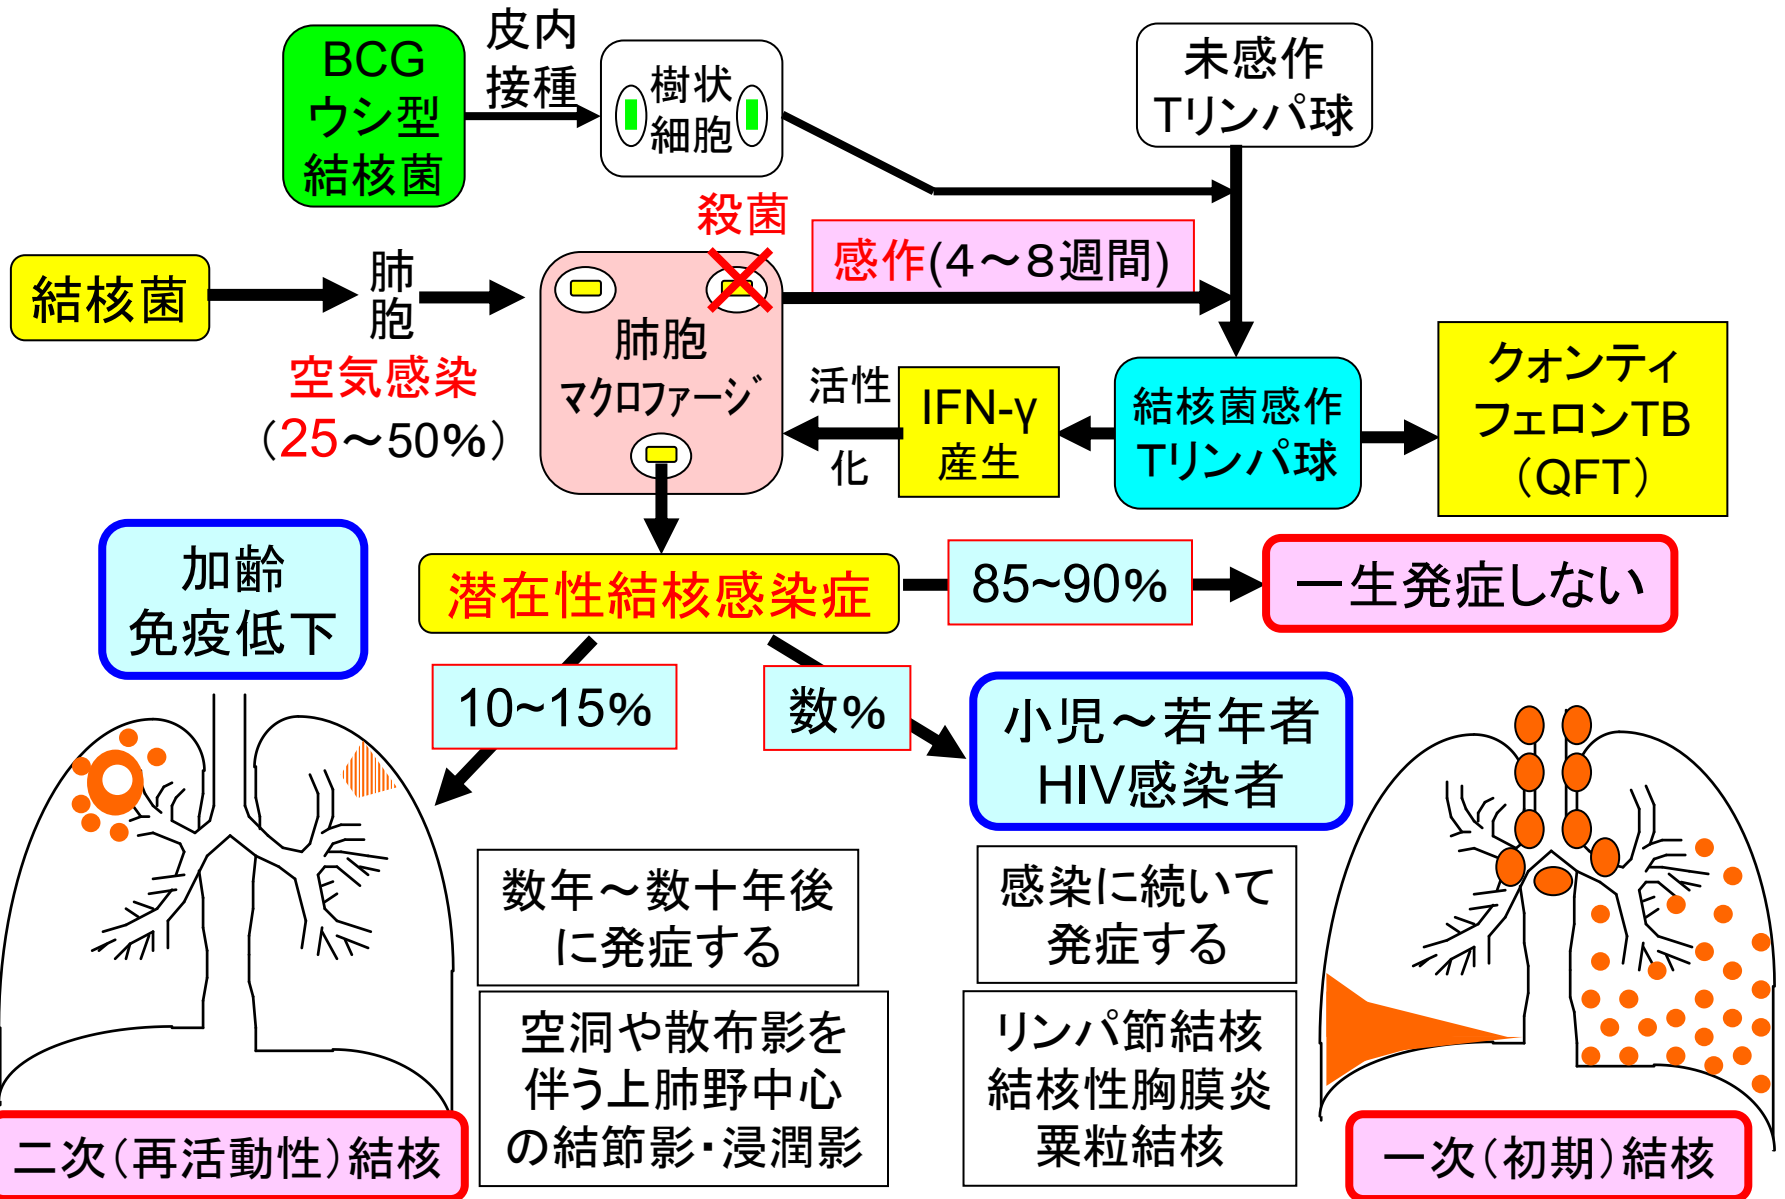 BCG
ウシ型
結核菌
皮内
接種
樹状
細胞
未感作
Tリンパ球
殺菌
感作(4～8週間)
結核菌
肺
胞
空気感染
（25～50%）
肺胞
マクロファージ
活性
化
IFN-γ
産生
結核菌感作
Tリンパ球
クォンティ
フェロンTB
（QFT）
加齢
免疫低下
潜在性結核感染症
85~90%
一生発症しない
10~15%
数%
小児～若年者
HIV感染者
数年～数十年後
に発症する
感染に続いて
発症する
空洞や散布影を
伴う上肺野中心
の結節影・浸潤影
リンパ節結核
結核性胸膜炎
粟粒結核
二次（再活動性）結核
一次（初期）結核